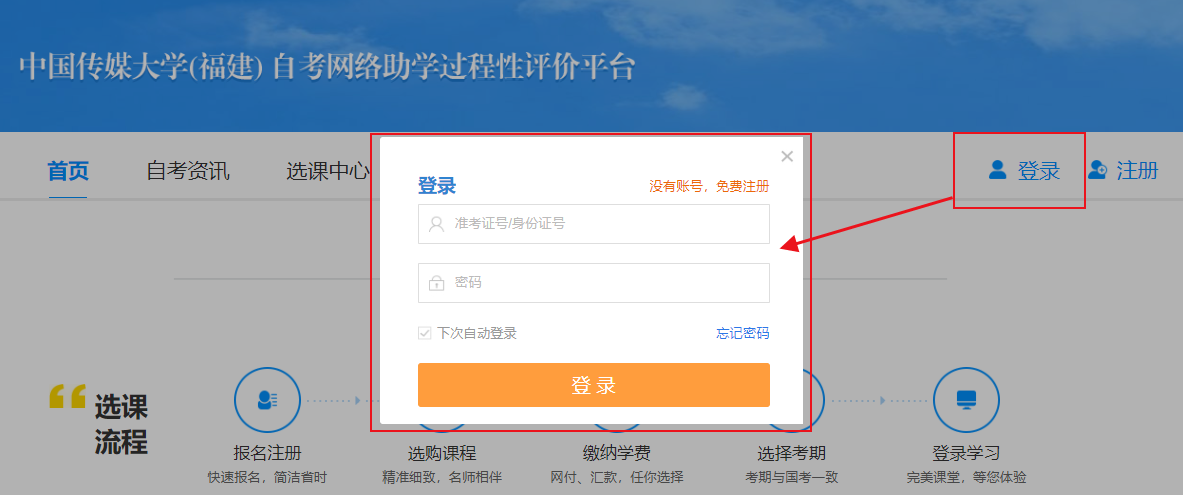 中国传媒大学(福建) 自考网络助学过程性评价平台
首页 自考资讯 选课中心 登录 注册
登录 没有账号，免费注册
准考证号/身份证号
密码
下次自动登录 忘记密码
登 录
选课
流程
报名注册 选购课程 缴纳学费 选择考期 登录学习
快速报名，简洁省时 精准细致，名师相伴 网付、汇款，任你选择 考期与国考一致 完美课堂，等您体验